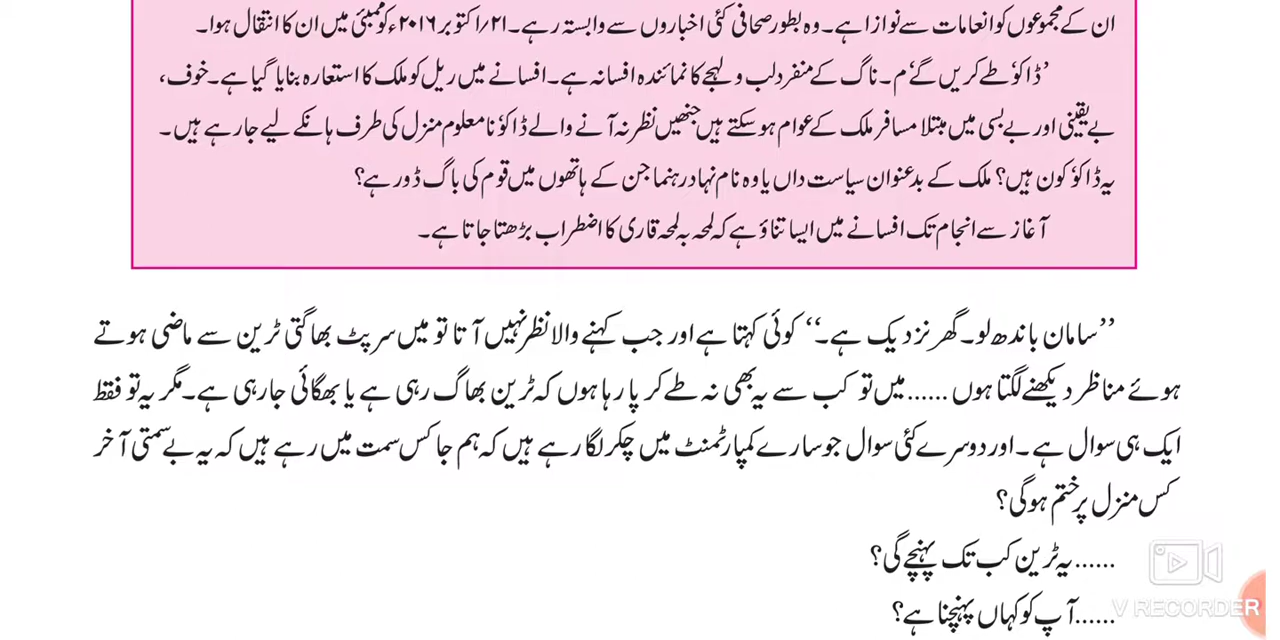 ان کے مجموعوں کو انعامات سے نوازا ہے۔ وہ بطور صحافی کئی اخباروں سے وابستہ رہے۔ ۲۱؍اکتوبر ۲۰۱۶ء کو ممبئی میں ان کا انتقال ہوا۔
’ڈاکو طے کریں گے‘ م۔ ناگ کے منفرد لب و لہجے کا نمائندہ افسانہ ہے۔ افسانے میں ریل کو ملک کا استعارہ بنایا گیا ہے۔ خوف،
بے یقینی اور بے بسی میں مبتلا مسافر ملک کے عوام ہو سکتے ہیں جنھیں نظر نہ آنے والے ’ڈاکو‘ نامعلوم منزل کی طرف ہانکے لیے جا رہے ہیں۔
یہ ’ڈاکو‘ کون ہیں؟ ملک کے بدعنوان سیاست داں یا وہ نام نہاد رہنما جن کے ہاتھوں میں قوم کی باگ ڈور ہے؟
آغاز سے انجام تک افسانے میں ایسا تناؤ ہے کہ لمحہ بہ لمحہ قاری کا اضطراب بڑھتا جاتا ہے۔
’’سامان باندھ لو۔ گھر نزدیک ہے۔‘‘ کوئی کہتا ہے اور جب کہنے والا نظر نہیں آتا تو میں سرپٹ بھاگتی ٹرین سے ماضی ہوتے
ہوئے مناظر دیکھنے لگتا ہوں ...... میں تو کب سے یہ بھی نہ طے کر پا رہا ہوں کہ ٹرین بھاگ رہی ہے یا بھگائی جا رہی ہے۔ مگر یہ تو فقط
ایک ہی سوال ہے۔ اور دوسرے کئی سوال جو سارے کمپارٹمنٹ میں چکر لگا رہے ہیں کہ ہم جا کس سمت میں رہے ہیں کہ یہ بے سمتی آخر
کس منزل پر ختم ہوگی؟
...... یہ ٹرین کب تک پہنچے گی؟
...... آپ کو کہاں پہنچنا ہے؟
V RECORDER